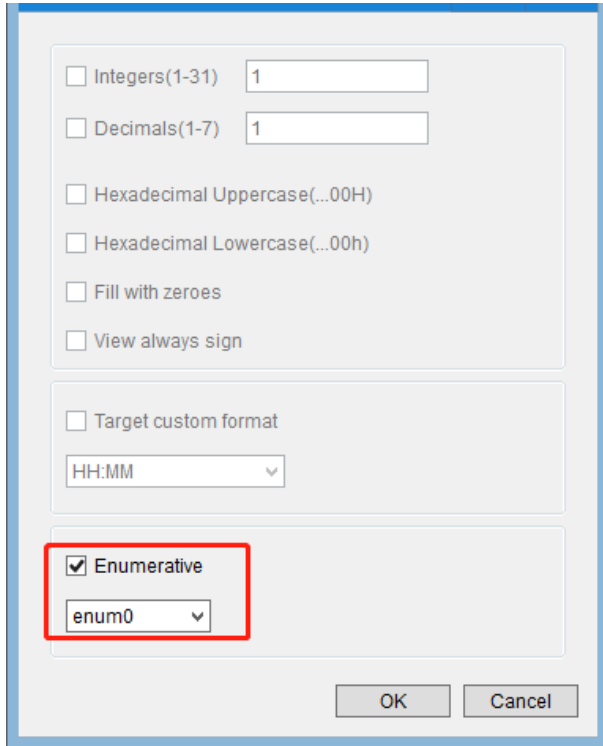 Integers(1-31) 1
Decimals(1-7) 1
Hexadecimal Uppercase(...00H)
Hexadecimal Lowercase(...00h)
Fill with zeroes
View always sign
Target custom format
HH:MM
Enumerative
enum0
OK Cancel